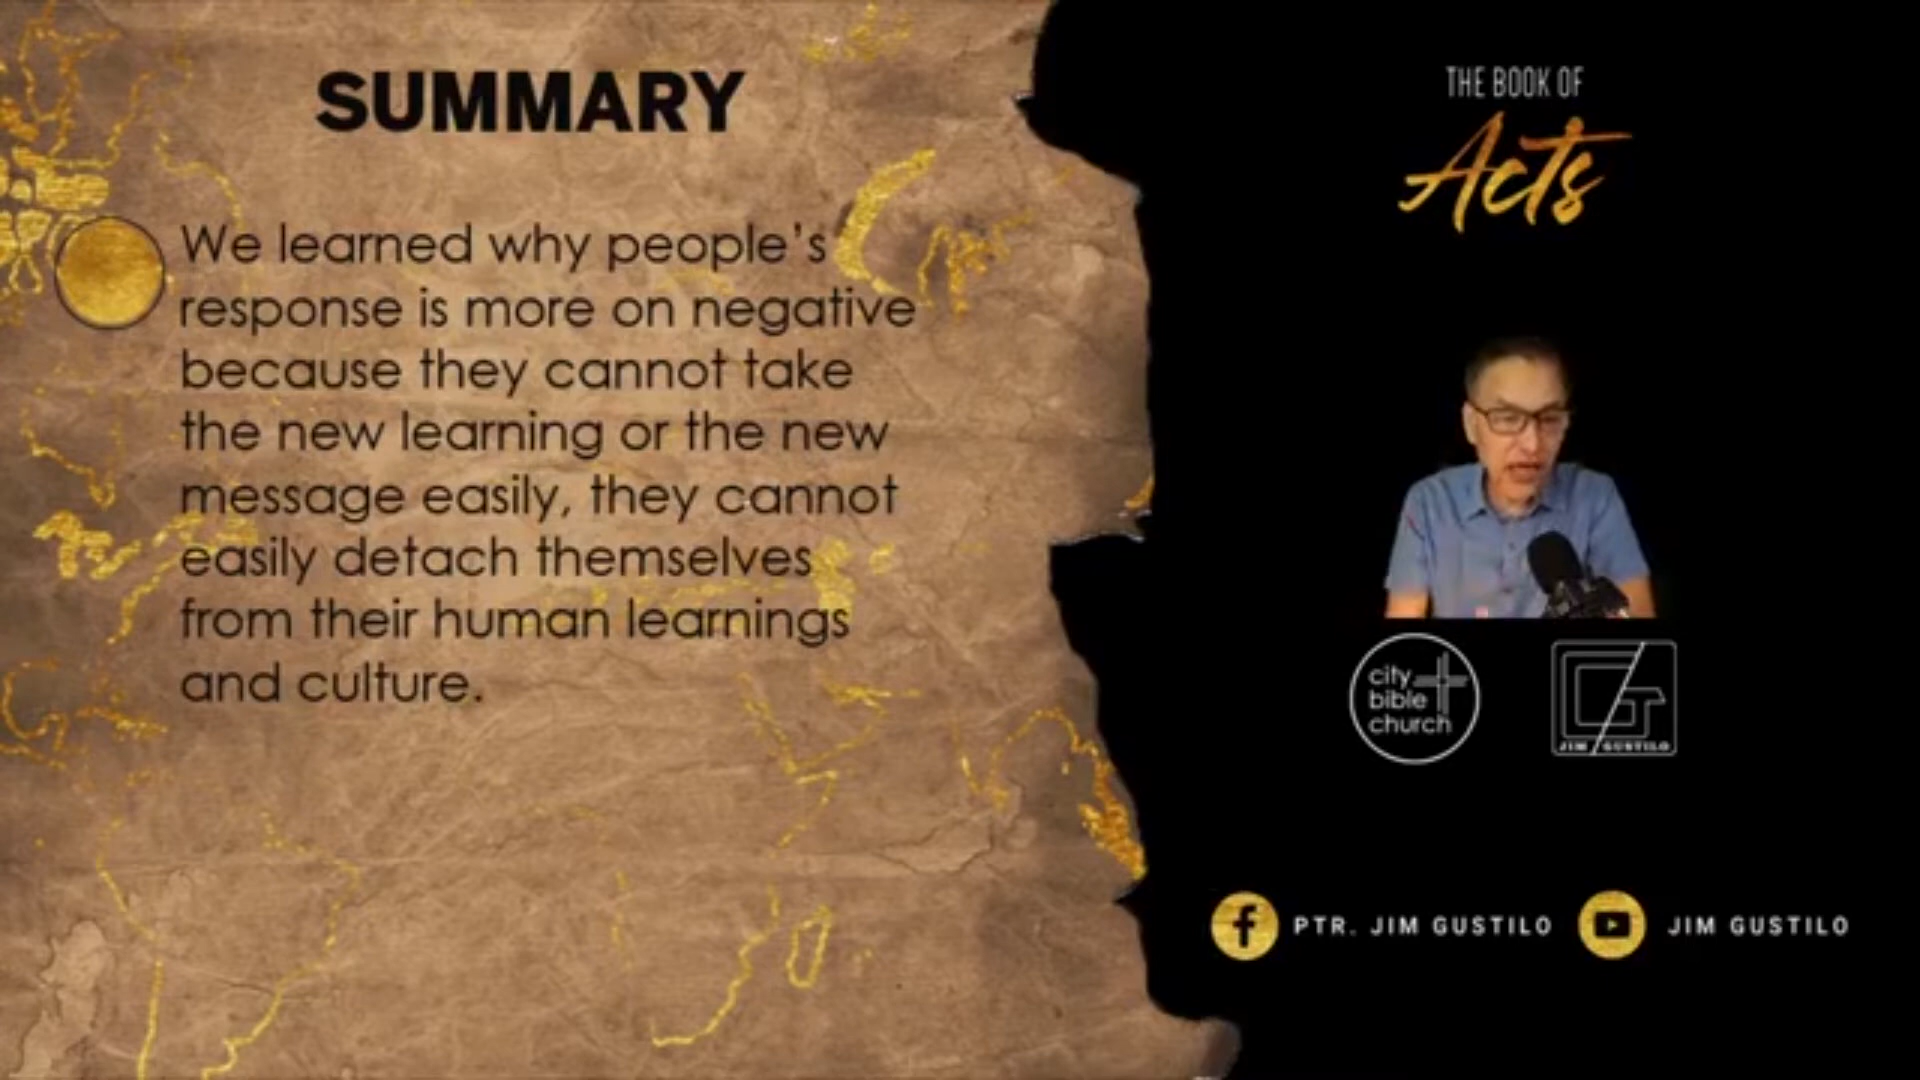 SUMMARY
We learned why people's
response is more on negative
because they cannot take
the new learning or the new
message easily, they cannot
easily detach themselves
from their human learnings
and culture.
THE BOOK OF
Acts
city
bible
church
JIM GUSTILO
PTR. JIM GUSTILO
JIM GUSTILO